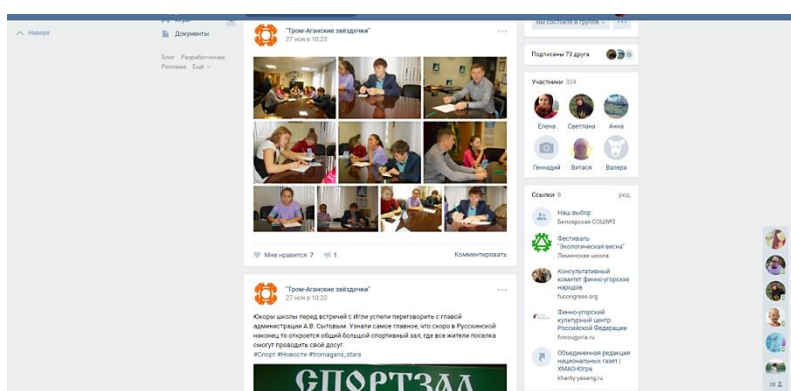 Наверх
Документы
Блог Разработчикам
Реклама Ещё
"Тром-Аганские звёздочки"
27 ноя в 10:23
Мне нравится 7 1
Комментировать
"Тром-Аганские звёздочки"
27 ноя в 10:20
Юкоры школы перед встречей с Игли успели переговорить с главой
администрации А.В. Сытовым. Узнали самое главное, что скоро в Русскинской
наконец то откроется общий большой спортивный зал, где все жители поселка
смогут проводить свой досуг.
#Спорт #Новости #tromagans_stars
СПОРТЗАЛ
Вы состоите в группе
Подписаны 73 друга
Участники 324
Елена Светлана Анна
Геннадий Витася Валера
Ссылки 8 ред.
Наш выбор
Белоярская СОШ№3
Фестиваль
"Экологическая весна"
Ляминская школа
Консультативный
комитет финно-угорских
народов
fucongress.org
Финно-угорский
культурный центр
Российской Федерации
finnougoria.ru
Объединенная редакция
национальных газет |
ХМАО-Югра
khanty-yasang.ru